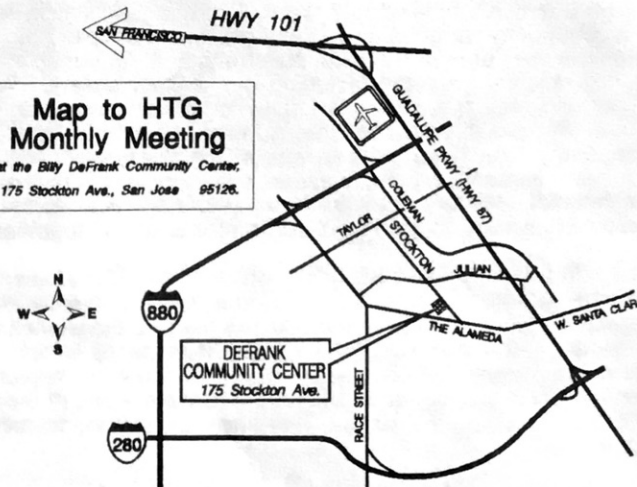 HWY 101
SAN FRANCISCO
Map to HTG
Monthly Meeting
t the Billy DeFrank Community Center,
175 Stockton Ave., San Jose 95126.
GUADALUPE PKWY (HWY 87)
COLEMAN
TAYLOR
STOCKTON
JULIAN
N
W E
S
880
THE ALAMEDA
W. SANTA CLAR
DEFRANK
COMMUNITY CENTER
175 Stockton Ave.
RACE STREET
280